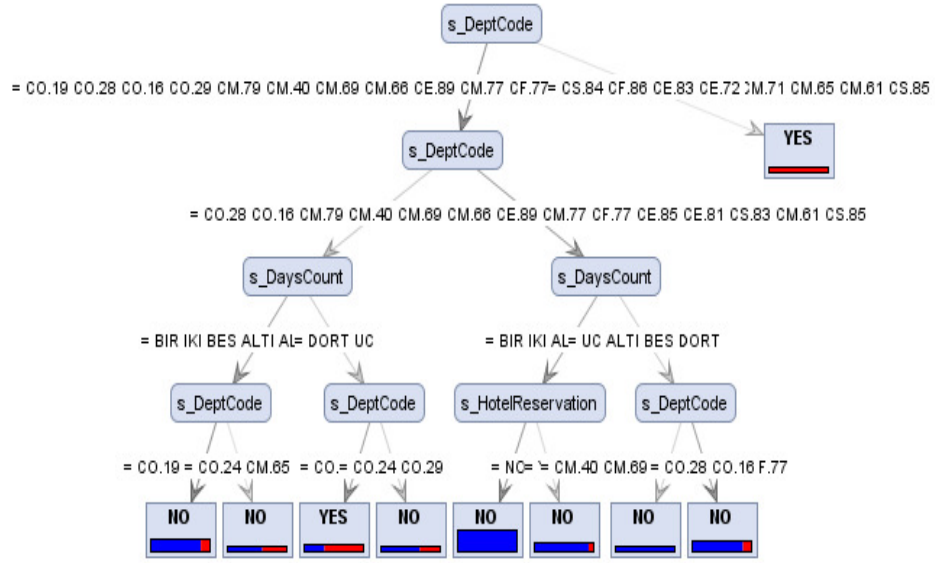 s_DeptCode
= CO.19 CO.28 CO.16 CO.29 CM.79 CM.40 CM.69 CM.66 CE.89 CM.77 CF.77= CS.84 CF.86 CE.83 CE.72 CM.71 CM.65 CM.61 CS.85
YES
s_DeptCode
= CO.28 CO.16 CM.79 CM.40 CM.69 CM.66 CE.89 CM.77 CF.77 CE.85 CE.81 CS.83 CM.61 CS.85
s_DaysCount s_DaysCount
= BIR IKI BES ALTI AL= DORT UC = BIR IKI AL= UC ALTI BES DORT
s_DeptCode s_DeptCode s_HotelReservation s_DeptCode
= CO.19 = CO.24 CM.65 = CO.= CO.24 CO.29 = NO= = CM.40 CM.69 = CO.28 CO.16 F.77
NO NO YES NO NO NO NO NO